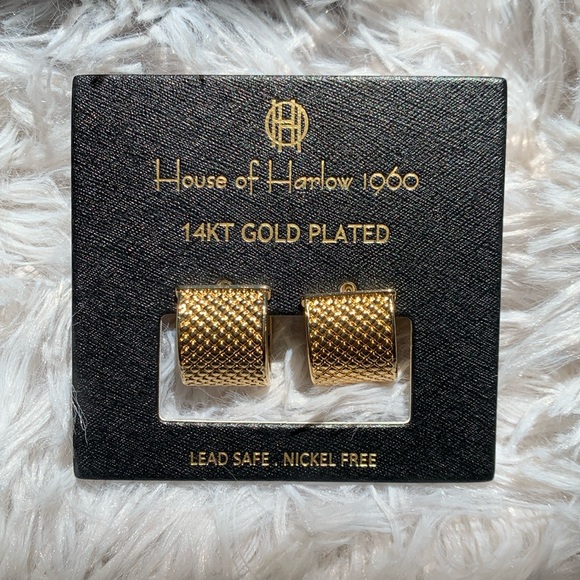 House of Harlow 1960
14KT GOLD PLATED
LEAD SAFE . NICKEL FREE